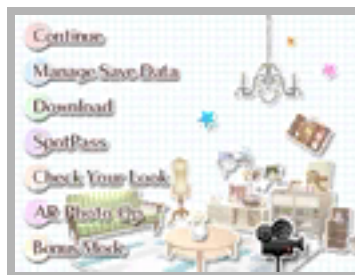 Continue
Manage Save Data
Download
SpotPass
Check Your Look
AR Photo Op
Bonus Mode